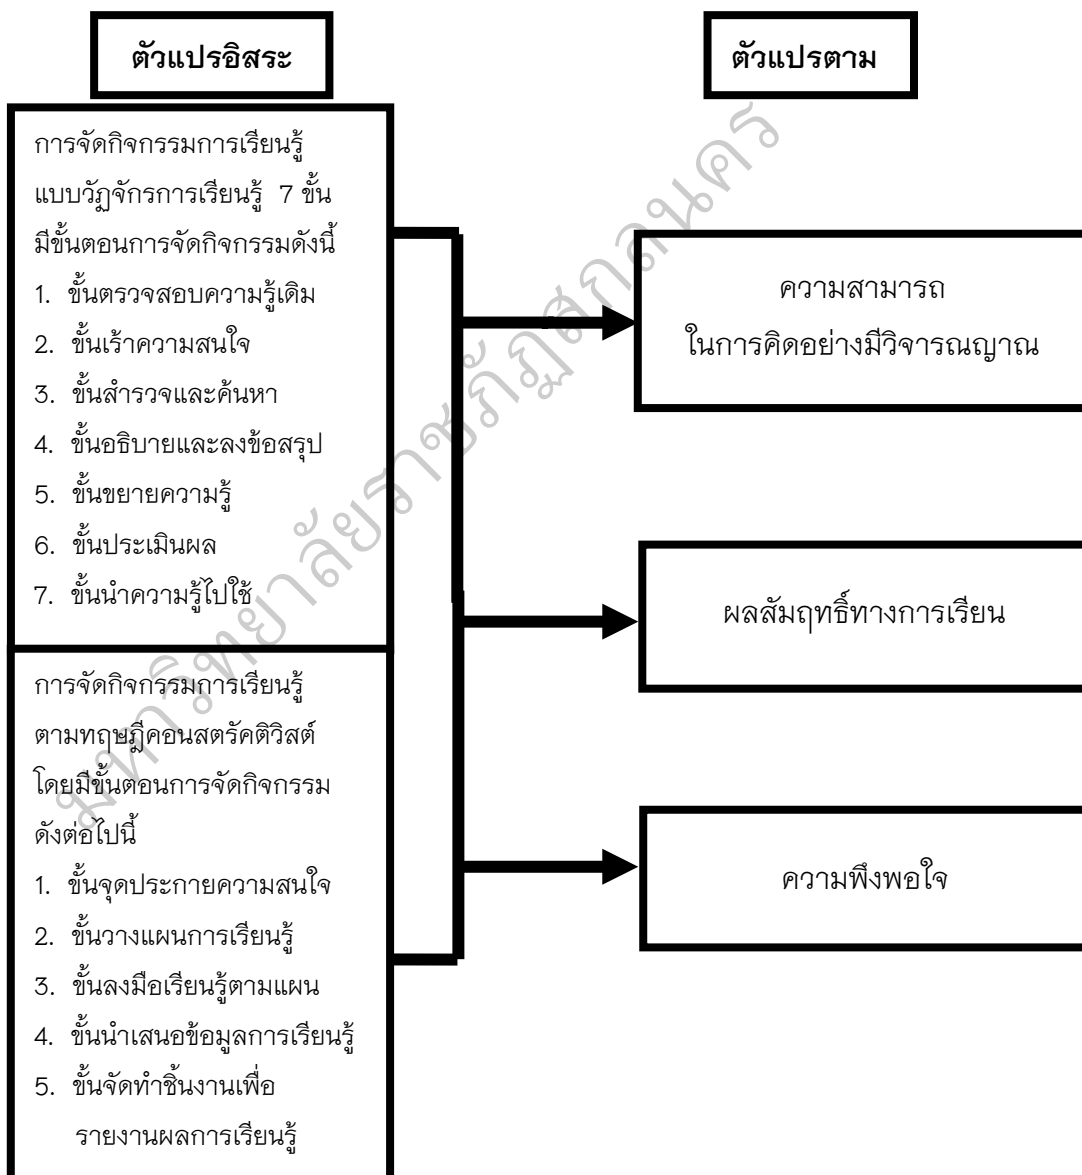 ตัวแปรอิสระ
ตัวแปรตาม
การจัดกิจกรรมการเรียนรู้
แบบวัฏจักรการเรียนรู้ 7 ขั้น
มีขั้นตอนการจัดกิจกรรมดังนี้
1. ขั้นตรวจสอบความรู้เดิม
2. ขั้นเร้าความสนใจ
3. ขั้นสำรวจและค้นหา
4. ขั้นอธิบายและลงข้อสรุป
5. ขั้นขยายความรู้
6. ขั้นประเมินผล
7. ขั้นนำความรู้ไปใช้
การจัดกิจกรรมการเรียนรู้
ตามทฤษฎีคอนสตรัคติวิสต์
โดยมีขั้นตอนการจัดกิจกรรม
ดังต่อไปนี้
1. ขั้นจุดประกายความสนใจ
2. ขั้นวางแผนการเรียนรู้
3. ขั้นลงมือเรียนรู้ตามแผน
4. ขั้นนำเสนอข้อมูลการเรียนรู้
5. ขั้นจัดทำชิ้นงานเพื่อ
รายงานผลการเรียนรู้
ความสามารถ
ในการคิดอย่างมีวิจารณญาณ
ผลสัมฤทธิ์ทางการเรียน
ความพึงพอใจ
มหาวิทยาลัยราชภัฏสกลนคร